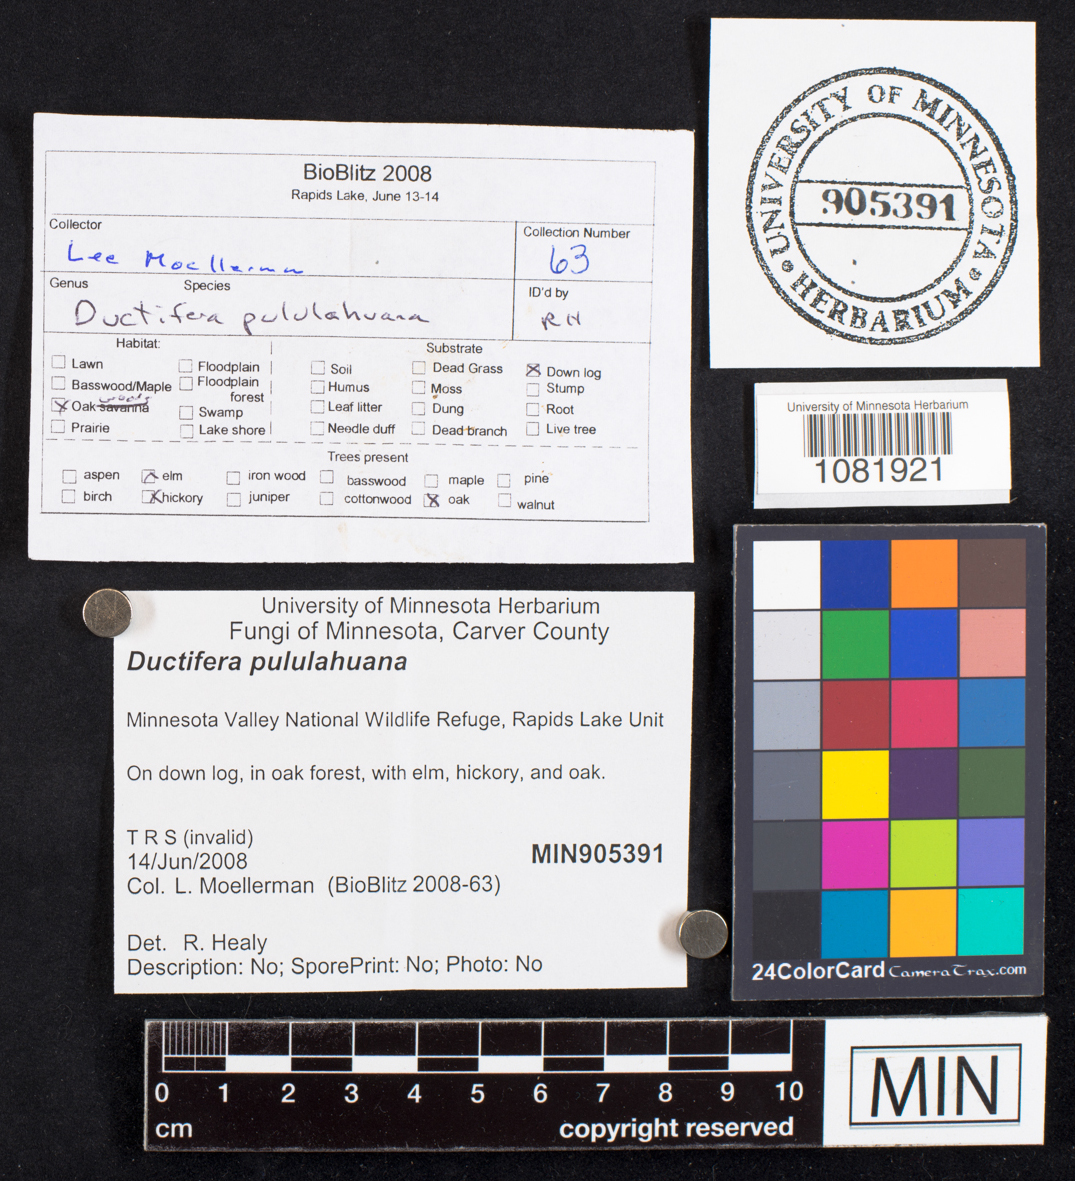 BioBlitz 2008
Rapids Lake, June 13-14
Collector
Lee Moellerman
Collection Number
63
Genus Species
Ductifera pululahuana
ID'd by
RH
Habitat:
Substrate
Lawn
Floodplain
Soil
Dead Grass
Down log
Basswood/Maple
Floodplain forest
Humus
Moss
Stump
Oak savanna woods
Swamp
Leaf litter
Dung
Root
Prairie
Lake shore
Needle duff
Dead branch
Live tree
Trees present
aspen elm iron wood basswood maple pine
birch hickory juniper cottonwood oak walnut
UNIVERSITY OF MINNESOTA
905391
HERBARIUM
University of Minnesota Herbarium
1081921
University of Minnesota Herbarium
Fungi of Minnesota, Carver County
Ductifera pululahuana
Minnesota Valley National Wildlife Refuge, Rapids Lake Unit
On down log, in oak forest, with elm, hickory, and oak.
T R S (invalid)
14/Jun/2008
MIN905391
Col. L. Moellerman (BioBlitz 2008-63)
Det. R. Healy
Description: No; SporePrint: No; Photo: No
24ColorCard CameraTrax.com
0 1 2 3 4 5 6 7 8 9 10
cm
copyright reserved
MIN